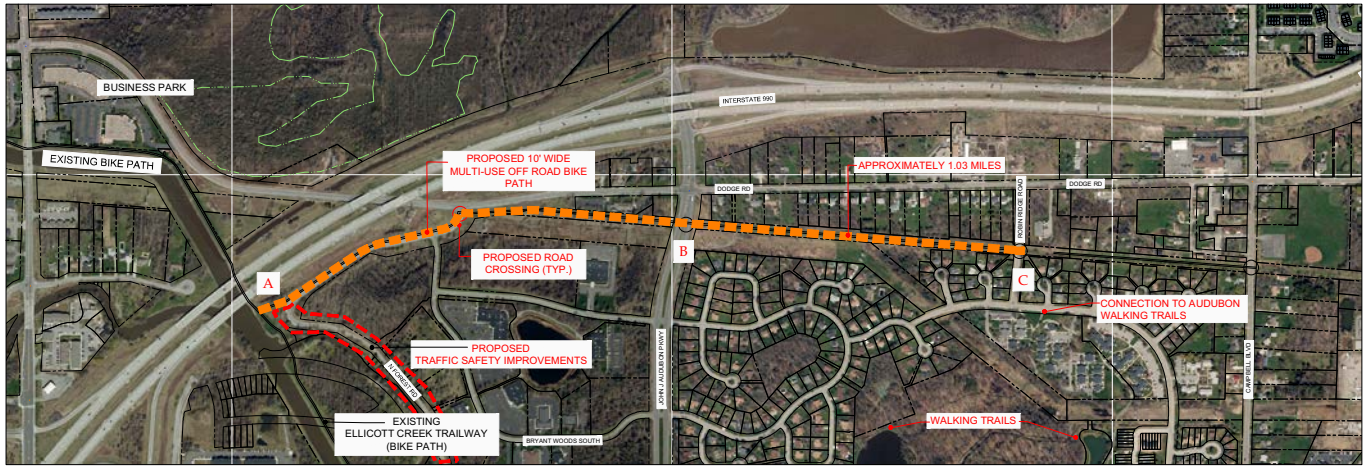 BUSINESS PARK
INTERSTATE 990
EXISTING BIKE PATH
PROPOSED 10' WIDE
MULTI-USE OFF ROAD BIKE
PATH
APPROXIMATELY 1.03 MILES
DODGE RD
DODGE RD
ROBIN RIDGE ROAD
PROPOSED ROAD
CROSSING (TYP.)
A
B
C
CONNECTION TO AUDUBON
WALKING TRAILS
PROPOSED
TRAFFIC SAFETY IMPROVEMENTS
N FOREST RD
JOHN J AUDUBON PKWY
CAMPBELL BLVD
EXISTING
ELLICOTT CREEK TRAILWAY
(BIKE PATH)
BRYANT WOODS SOUTH
WALKING TRAILS